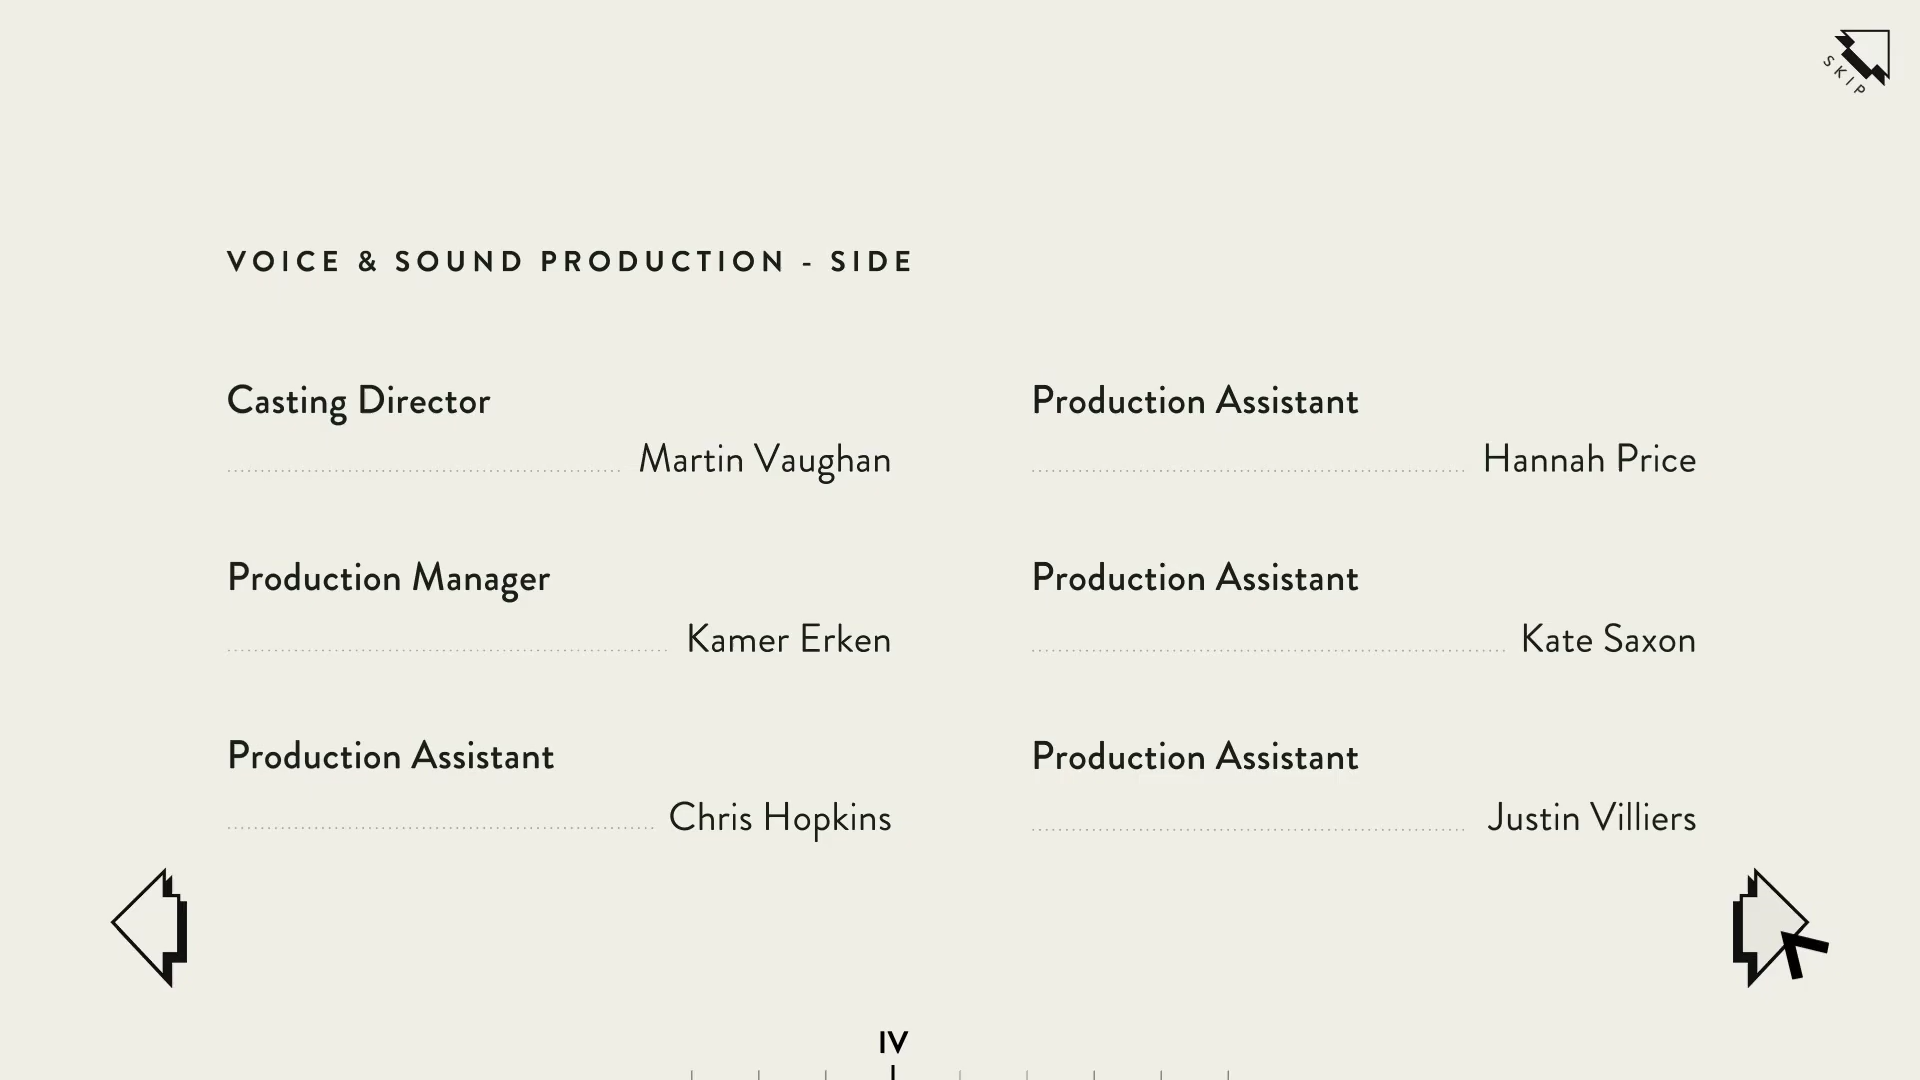 SKIP
VOICE & SOUND PRODUCTION - SIDE
Casting Director
Martin Vaughan
Production Manager
Kamer Erken
Production Assistant
Chris Hopkins
Production Assistant
Hannah Price
Production Assistant
Kate Saxon
Production Assistant
Justin Villiers
IV